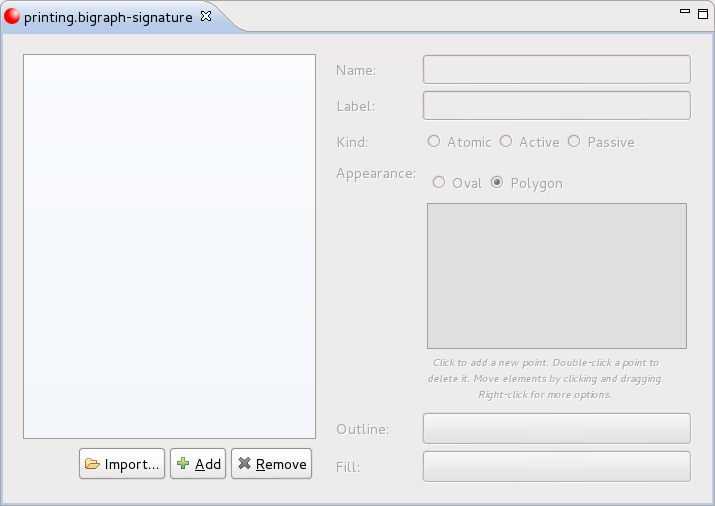 printing.bigraph-signature
Name:
Label:
Kind:
Atomic
Active
Passive
Appearance:
Oval
Polygon
Click to add a new point. Double-click a point to
delete it. Move elements by clicking and dragging.
Right-click for more options.
Outline:
Fill:
Import...
Add
Remove